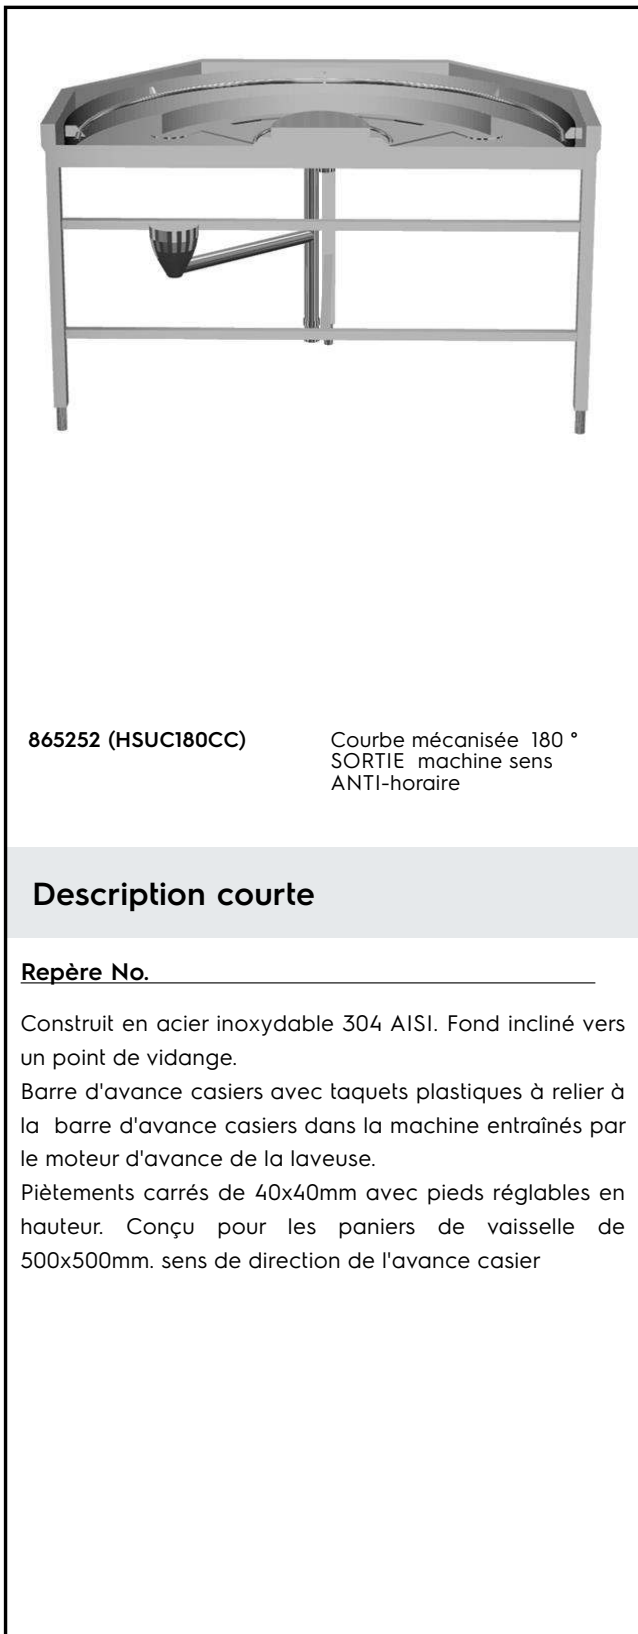 865252 (HSUC180CC)
Courbe mécanisée 180 °
SORTIE machine sens
ANTI-horaire
Description courte
Repère No.
Construit en acier inoxydable 304 AISI. Fond incliné vers
un point de vidange.
Barre d'avance casiers avec taquets plastiques à relier à
la barre d'avance casiers dans la machine entraînés par
le moteur d'avance de la laveuse.
Piètements carrés de 40x40mm avec pieds réglables en
hauteur. Conçu pour les paniers de vaisselle de
500x500mm. sens de direction de l'avance casier